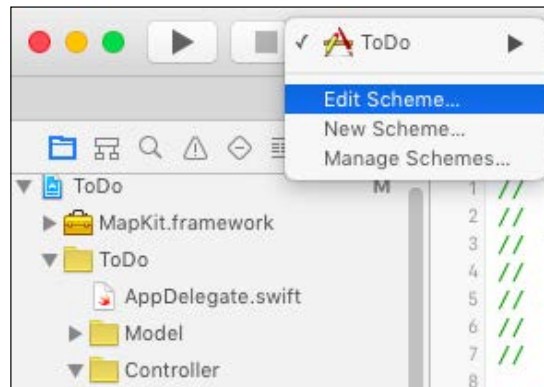 ToDo
Edit Scheme...
New Scheme...
Manage Schemes...
ToDo M
MapKit.framework
ToDo
AppDelegate.swift
Model
Controller
1 //
2 //
3 //
4 //
5 //
6 //
7 //
8